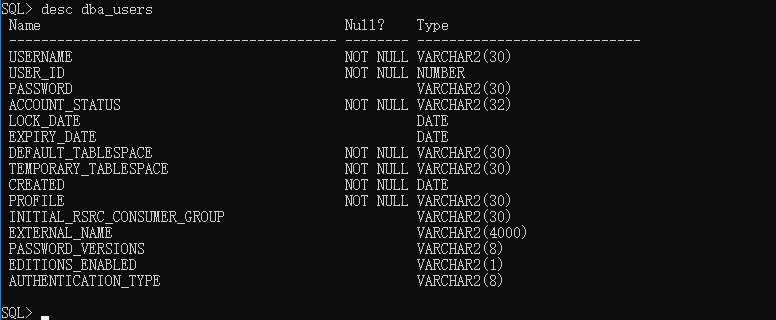 SQL> desc dba_users
 Name                                      Null?    Type
 ----------------------------------------- -------- ----------------------------
 USERNAME                                  NOT NULL VARCHAR2(30)
 USER_ID                                   NOT NULL NUMBER
 PASSWORD                                           VARCHAR2(30)
 ACCOUNT_STATUS                            NOT NULL VARCHAR2(32)
 LOCK_DATE                                          DATE
 EXPIRY_DATE                                        DATE
 DEFAULT_TABLESPACE                        NOT NULL VARCHAR2(30)
 TEMPORARY_TABLESPACE                      NOT NULL VARCHAR2(30)
 CREATED                                   NOT NULL DATE
 PROFILE                                   NOT NULL VARCHAR2(30)
 INITIAL_RSRC_CONSUMER_GROUP                        VARCHAR2(30)
 EXTERNAL_NAME                                      VARCHAR2(4000)
 PASSWORD_VERSIONS                                  VARCHAR2(8)
 EDITIONS_ENABLED                                   VARCHAR2(1)
 AUTHENTICATION_TYPE                                VARCHAR2(8)

SQL>